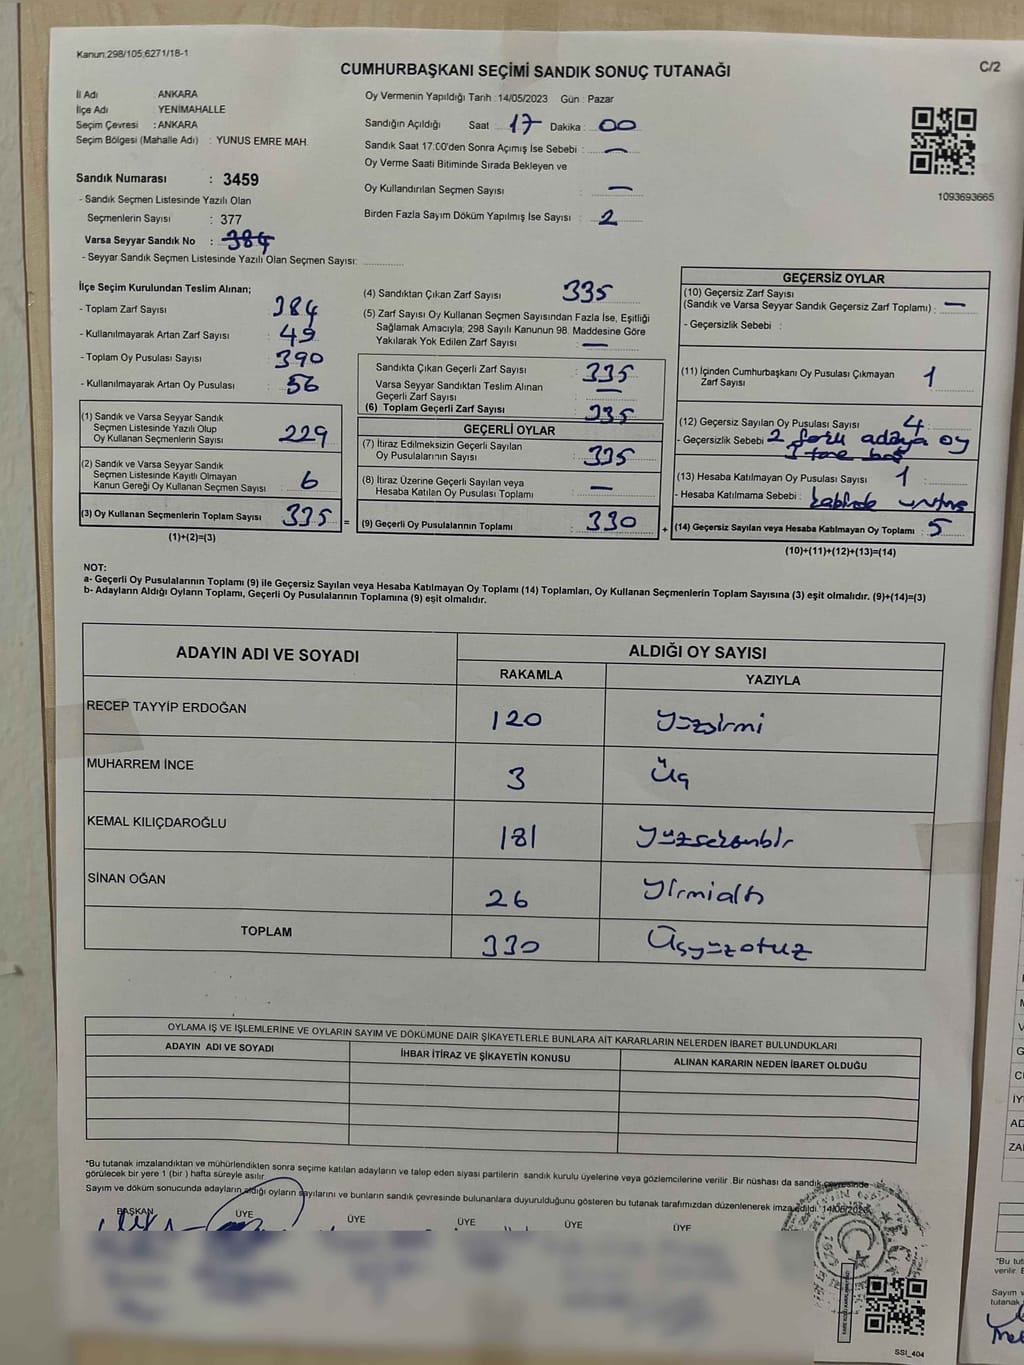 Kanun;298/105;6271/18-1
CUMHURBAŞKANI SEÇİMİ SANDIK SONUÇ TUTANAĞI
C/2
İl Adı : ANKARA
İlçe Adı : YENİMAHALLE
Seçim Çevresi : ANKARA
Seçim Bölgesi (Mahalle Adı) : YUNUS EMRE MAH.
Sandık Numarası : 3459
- Sandık Seçmen Listesinde Yazılı Olan
Seçmenlerin Sayısı : 377
Varsa Seyyar Sandık No : 384
- Seyyar Sandık Seçmen Listesinde Yazılı Olan Seçmen Sayısı:
Oy Vermenin Yapıldığı Tarih : 14/05/2023 Gün : Pazar
Sandığın Açıldığı Saat : 17 Dakika : 00
Sandık Saat 17:00'den Sonra Açımış İse Sebebi : —
Oy Verme Saati Bitiminde Sırada Bekleyen ve
Oy Kullandırılan Seçmen Sayısı : —
Birden Fazla Sayım Döküm Yapılmış İse Sayısı : 2
1093693665
İlçe Seçim Kurulundan Teslim Alınan;
- Toplam Zarf Sayısı : 384
- Kullanılmayarak Artan Zarf Sayısı : 49
- Toplam Oy Pusulası Sayısı : 390
- Kullanılmayarak Artan Oy Pusulası : 56
(1) Sandık ve Varsa Seyyar Sandık
Seçmen Listesinde Yazılı Olup
Oy Kullanan Seçmenlerin Sayısı 229
(2) Sandık ve Varsa Seyyar Sandık
Seçmen Listesinde Kayıtlı Olmayan
Kanun Gereği Oy Kullanan Seçmen Sayısı 6
(3) Oy Kullanan Seçmenlerin Toplam Sayısı 335 =
(1)+(2)=(3)
(4) Sandıktan Çıkan Zarf Sayısı 335
(5) Zarf Sayısı Oy Kullanan Seçmen Sayısından Fazla İse, Eşitliği
Sağlamak Amacıyla; 298 Sayılı Kanunun 98. Maddesine Göre
Yakılarak Yok Edilen Zarf Sayısı : —
Sandıkta Çıkan Geçerli Zarf Sayısı : 335
Varsa Seyyar Sandıktan Teslim Alınan
Geçerli Zarf Sayısı : —
(6) Toplam Geçerli Zarf Sayısı : 335
GEÇERLİ OYLAR
(7) İtiraz Edilmeksizin Geçerli Sayılan
Oy Pusulalarının Sayısı : 335
(8) İtiraz Üzerine Geçerli Sayılan veya
Hesaba Katılan Oy Pusulası Toplamı : —
(9) Geçerli Oy Pusulalarının Toplamı : 330 +
GEÇERSİZ OYLAR
(10) Geçersiz Zarf Sayısı
(Sandık ve Varsa Seyyar Sandık Geçersiz Zarf Toplamı) : —
- Geçersizlik Sebebi :
(11) İçinden Cumhurbaşkanı Oy Pusulası Çıkmayan
Zarf Sayısı : 1
(12) Geçersiz Sayılan Oy Pusulası Sayısı 4
- Geçersizlik Sebebi 2 adaya oy
tane boş
(13) Hesaba Katılmayan Oy Pusulası Sayısı 1
- Hesaba Katılmama Sebebi :
(14) Geçersiz Sayılan veya Hesaba Katılmayan Oy Toplamı : 5
(10)+(11)+(12)+(13)=(14)
NOT:
a- Geçerli Oy Pusulalarının Toplamı (9) ile Geçersiz Sayılan veya Hesaba Katılmayan Oy Toplamı (14) Toplamları, Oy Kullanan Seçmenlerin Toplam Sayısına (3) eşit olmalıdır. (9)+(14)=(3)
b- Adayların Aldığı Oyların Toplamı, Geçerli Oy Pusulalarının Toplamına (9) eşit olmalıdır.
ADAYIN ADI VE SOYADI
ALDIĞI OY SAYISI
RAKAMLA YAZIYLA
RECEP TAYYİP ERDOĞAN 120 yüzyirmi
MUHARREM İNCE 3 Üç
KEMAL KILIÇDAROĞLU 181 yüzseksenbir
SİNAN OĞAN 26 yirmialtı
TOPLAM 330 Üçyüzotuz
OYLAMA İŞ VE İŞLEMLERİNE VE OYLARIN SAYIM VE DÖKÜMÜNE DAİR ŞİKAYETLERLE BUNLARA AİT KARARLARIN NELERDEN İBARET BULUNDUKLARI
ADAYIN ADI VE SOYADI İHBAR İTİRAZ VE ŞİKAYETİN KONUSU ALINAN KARARIN NEDEN İBARET OLDUĞU
*Bu tutanak imzalandıktan ve mühürlendikten sonra seçime katılan adayların ve talep eden siyasi partilerin sandık kurulu üyelerine veya gözlemcilerine verilir. Bir nüshası da sandık çevresinde
görülecek bir yere 1 (bir ) hafta süreyle asılır.
Sayım ve döküm sonucunda adayların aldığı oyların sayılarını ve bunların sandık çevresinde bulunanlara duyurulduğunu gösteren bu tutanak tarafımızdan düzenlenerek imza edildi. 14/05/2023
BAŞKAN ÜYE ÜYE ÜYE ÜYE ÜYE
SSI_404